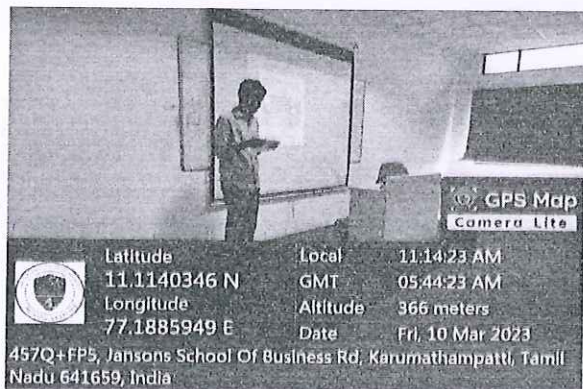 GPS Map
Camera Lite
Latitude
11.1140346 N
Longitude
77.1885949 E
Local 11:14:23 AM
GMT 05:44:23 AM
Altitude 366 meters
Date Fri, 10 Mar 2023
457Q+FP5, Jansons School Of Business Rd, Karumathampatti, Tamil
Nadu 641659, India